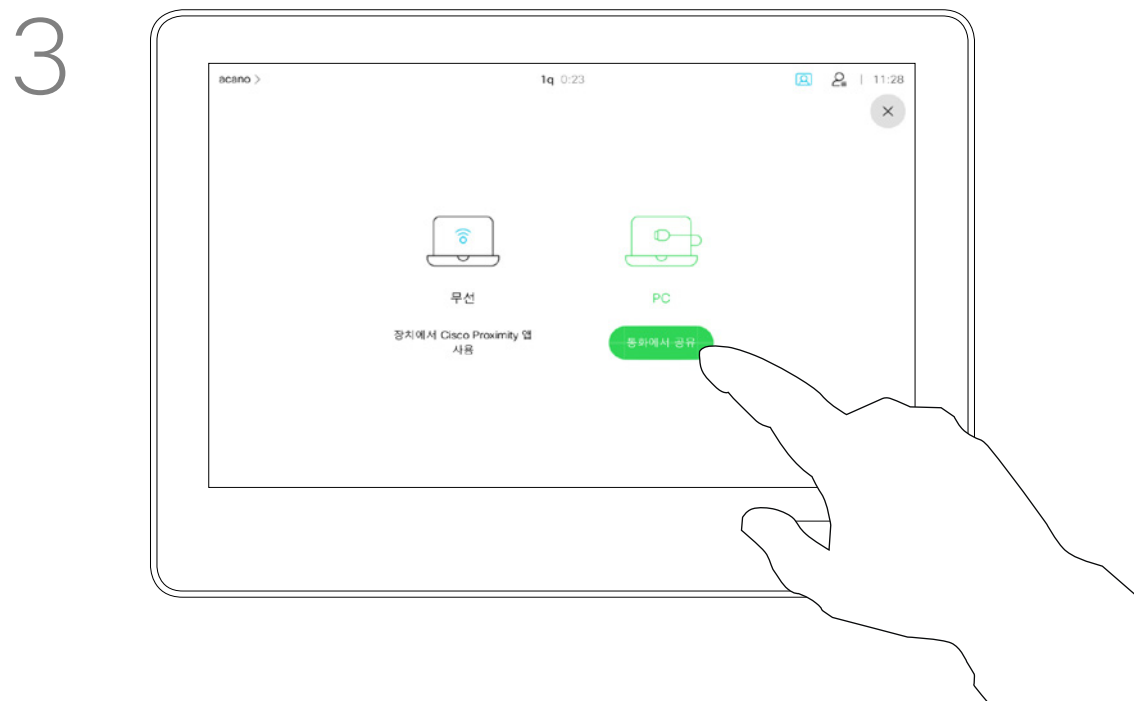 3
acano >
1q 0:23
11:28
무선
PC
장치에서 Cisco Proximity 앱
사용
통화에서 공유